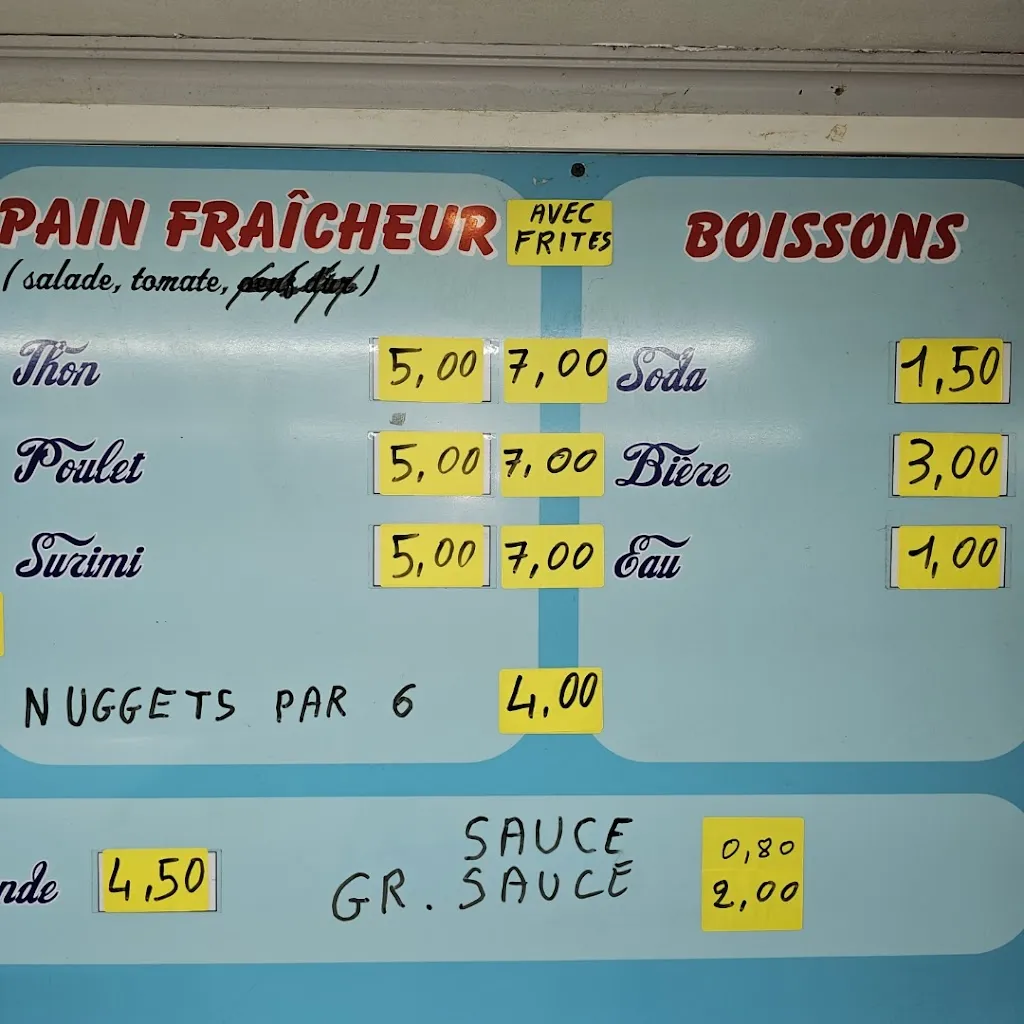 PAIN FRAÎCHEUR
(salade, tomate, oeuf dur)
AVEC
FRITES
Thon 5,00 7,00
Poulet 5,00 7,00
Surimi 5,00 7,00
NUGGETS PAR 6 4,00
BOISSONS
Soda 1,50
Bière 3,00
Eau 1,00
nde 4,50
SAUCE 0,80
GR. SAUCE 2,00